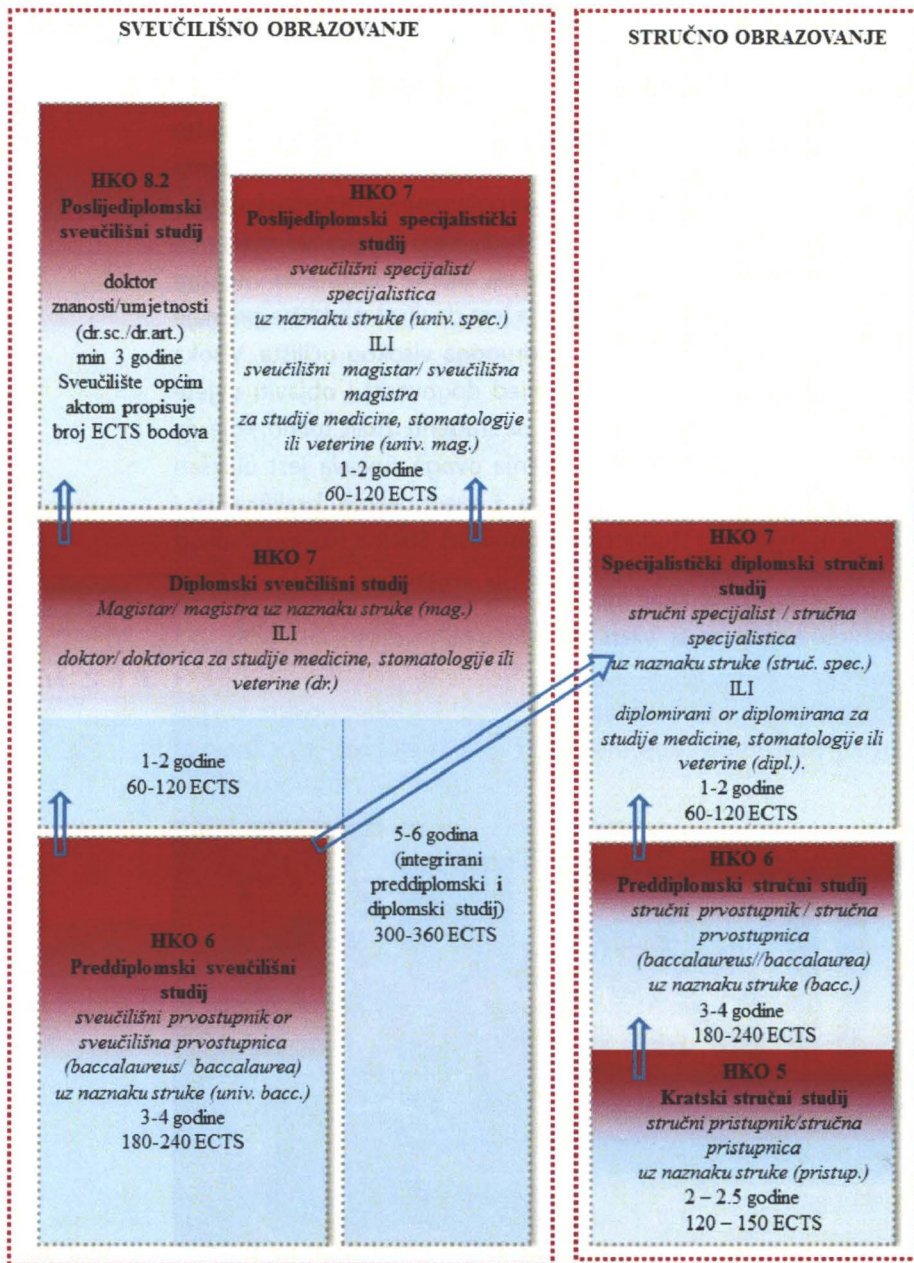 SVEUČILIŠNO OBRAZOVANJE
HKO 8.2
Poslijediplomski
sveučilišni studij
doktor
znanosti/umjetnosti
(dr.sc./dr.art.)
min 3 godine
Sveučilište općim
aktom propisuje
broj ECTS bodova
HKO 7
Poslijediplomski specijalistički
studij
sveučilišni specijalist/
specijalistica
uz naznaku struke (univ. spec.)
ILI
sveučilišni magistar/ sveučilišna
magistra
za studije medicine, stomatologije
ili veterine (univ. mag.)
1-2 godine
60-120 ECTS
HKO 7
Diplomski sveučilišni studij
Magistar/ magistra uz naznaku struke (mag.)
ILI
doktor/ doktorica za studije medicine, stomatologije ili
veterine (dr.)
1-2 godine
60-120 ECTS
5-6 godina
(integrirani
preddiplomski i
diplomski studij)
300-360 ECTS
HKO 6
Preddiplomski sveučilišni
studij
sveučilišni prvostupnik or
sveučilišna prvostupnica
(baccalaureus/ baccalaurea)
uz naznaku struke (univ. bacc.)
3-4 godine
180-240 ECTS
STRUČNO OBRAZOVANJE
HKO 7
Specijalistički diplomski stručni
studij
stručni specijalist / stručna
specijalistica
uz naznaku struke (struč. spec.)
ILI
diplomirani or diplomirana za
studije medicine, stomatologije ili
veterine (dipl.).
1-2 godine
60-120 ECTS
HKO 6
Preddiplomski stručni studij
stručni prvostupnik / stručna
prvostupnica
(baccalaureus//baccalaurea)
uz naznaku struke (bacc.)
3-4 godine
180-240 ECTS
HKO 5
Kratski stručni studij
stručni pristupnik/stručna
pristupnica
uz naznaku struke (pristup.)
2 – 2.5 godine
120 – 150 ECTS